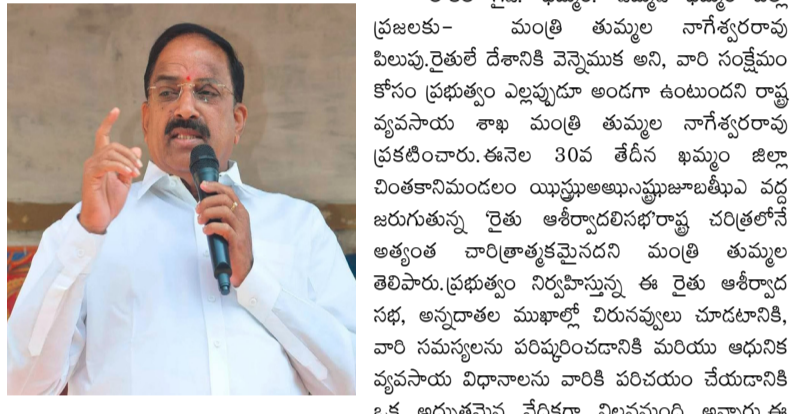 ప్రజలకు– మంత్రి తుమ్మల నాగేశ్వరరావు
పిలుపు.రైతులే దేశానికి వెన్నెముక అని, వారి సంక్షేమం
కోసం ప్రభుత్వం ఎల్లప్పుడూ అండగా ఉంటుందని రాష్ట్ర
వ్యవసాయ శాఖ మంత్రి తుమ్మల నాగేశ్వరరావు
ప్రకటించారు.ఈనెల 30వ తేదీన ఖమ్మం జిల్లా
చింతకానిమండలం వద్ద
జరుగుతున్న ‘రైతు ఆశీర్వాదలిసభ’రాష్ట్ర చరిత్రలోనే
అత్యంత చారిత్రాత్మకమైనదని మంత్రి తుమ్మల
తెలిపారు.ప్రభుత్వం నిర్వహిస్తున్న ఈ రైతు ఆశీర్వాద
సభ, అన్నదాతల ముఖాల్లో చిరునవ్వులు చూడటానికి,
వారి సమస్యలను పరిష్కరించడానికి మరియు ఆధునిక
వ్యవసాయ విధానాలను వారికి పరిచయం చేయడానికి